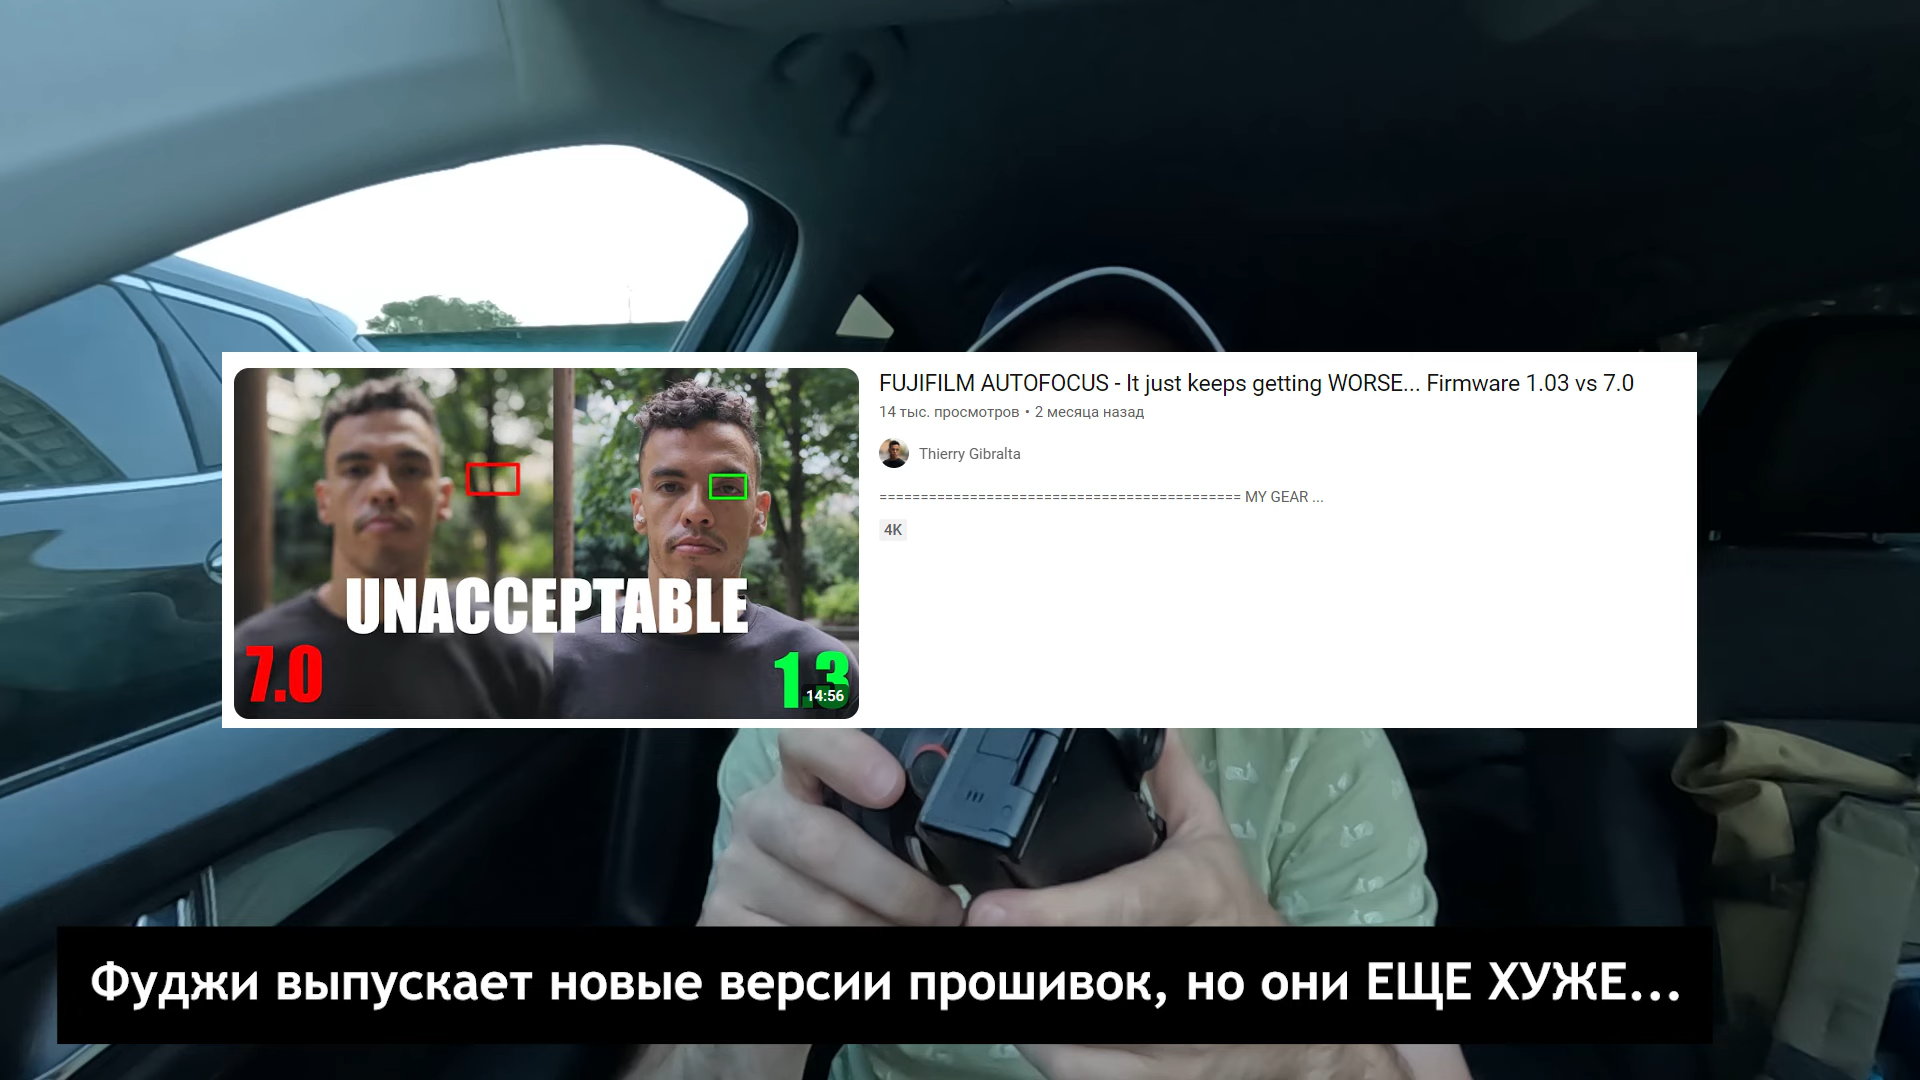 FUJIFILM AUTOFOCUS - It just keeps getting WORSE... Firmware 1.03 vs 7.0
14 тыс. просмотров • 2 месяца назад
Thierry Gibralta
=========================================== MY GEAR ...
4K
UNACCEPTABLE
7.0
1.3
14:56
Фуджи выпускает новые версии прошивок, но они ЕЩЕ ХУЖЕ...